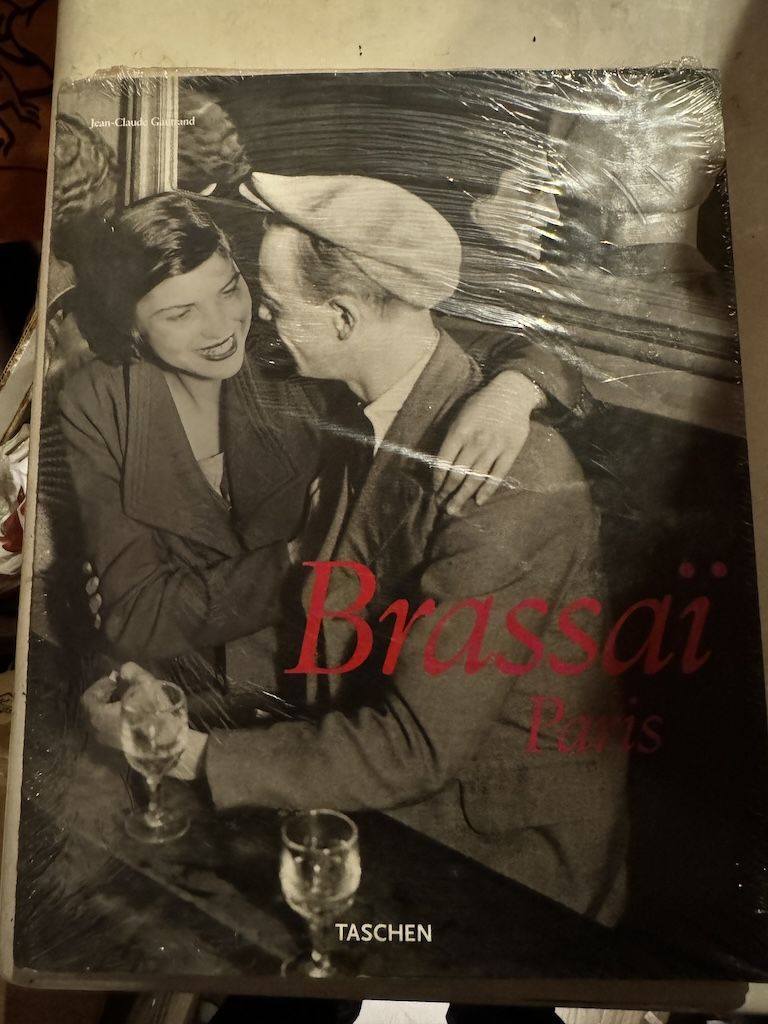 Jean-Claude Gautrand
Brassaï
Paris
TASCHEN